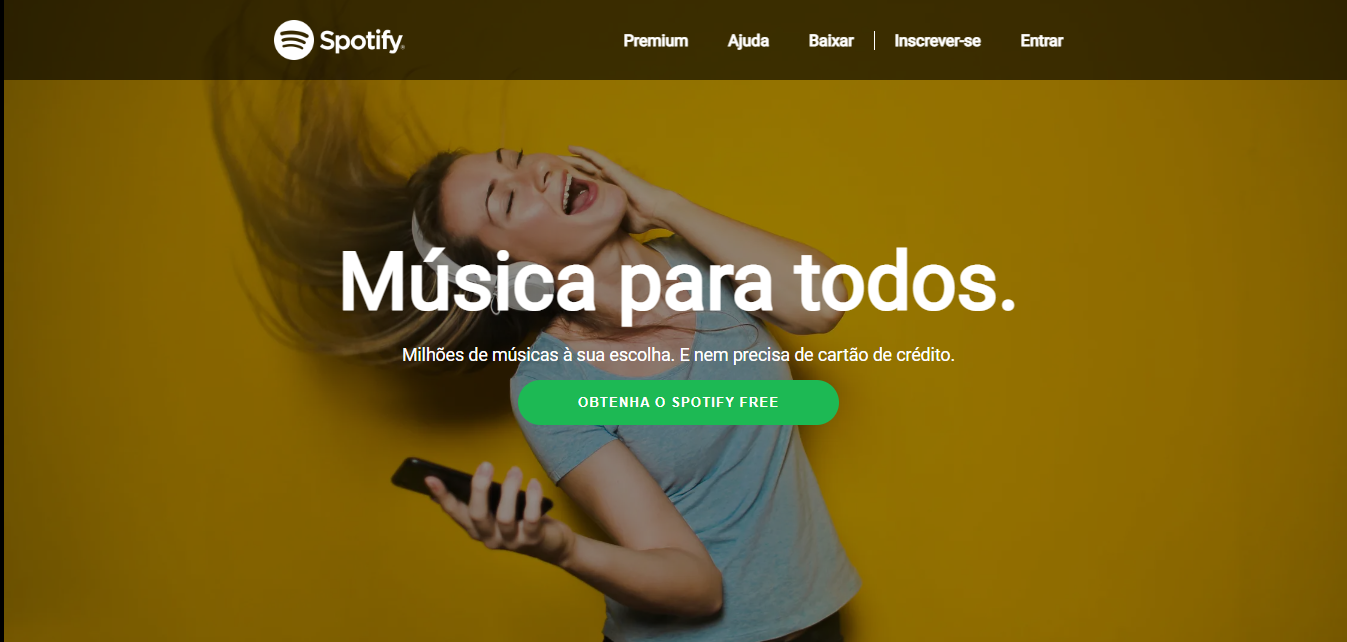 Spotify
Premium Ajuda Baixar Inscrever-se Entrar
Música para todos.
Milhões de músicas à sua escolha. E nem precisa de cartão de crédito.
OBTENHA O SPOTIFY FREE